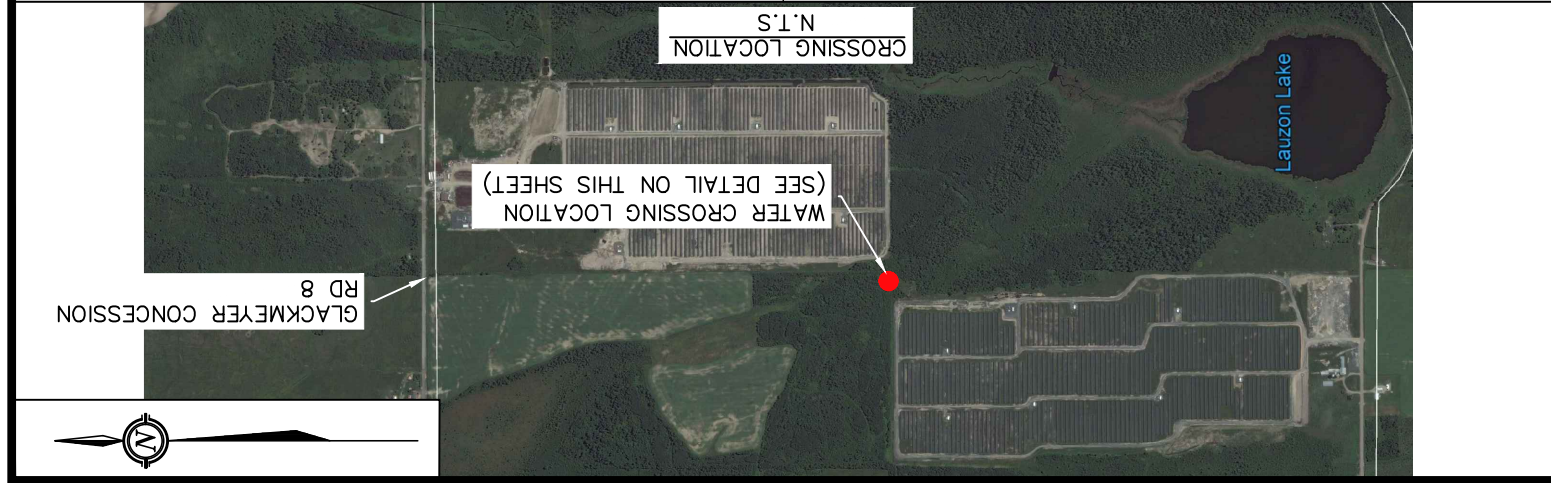 GLACKMEYER CONCESSION
RD 8
WATER CROSSING LOCATION
(SEE DETAIL ON THIS SHEET)
Lauzon Lake
CROSSING LOCATION
N.T.S
N